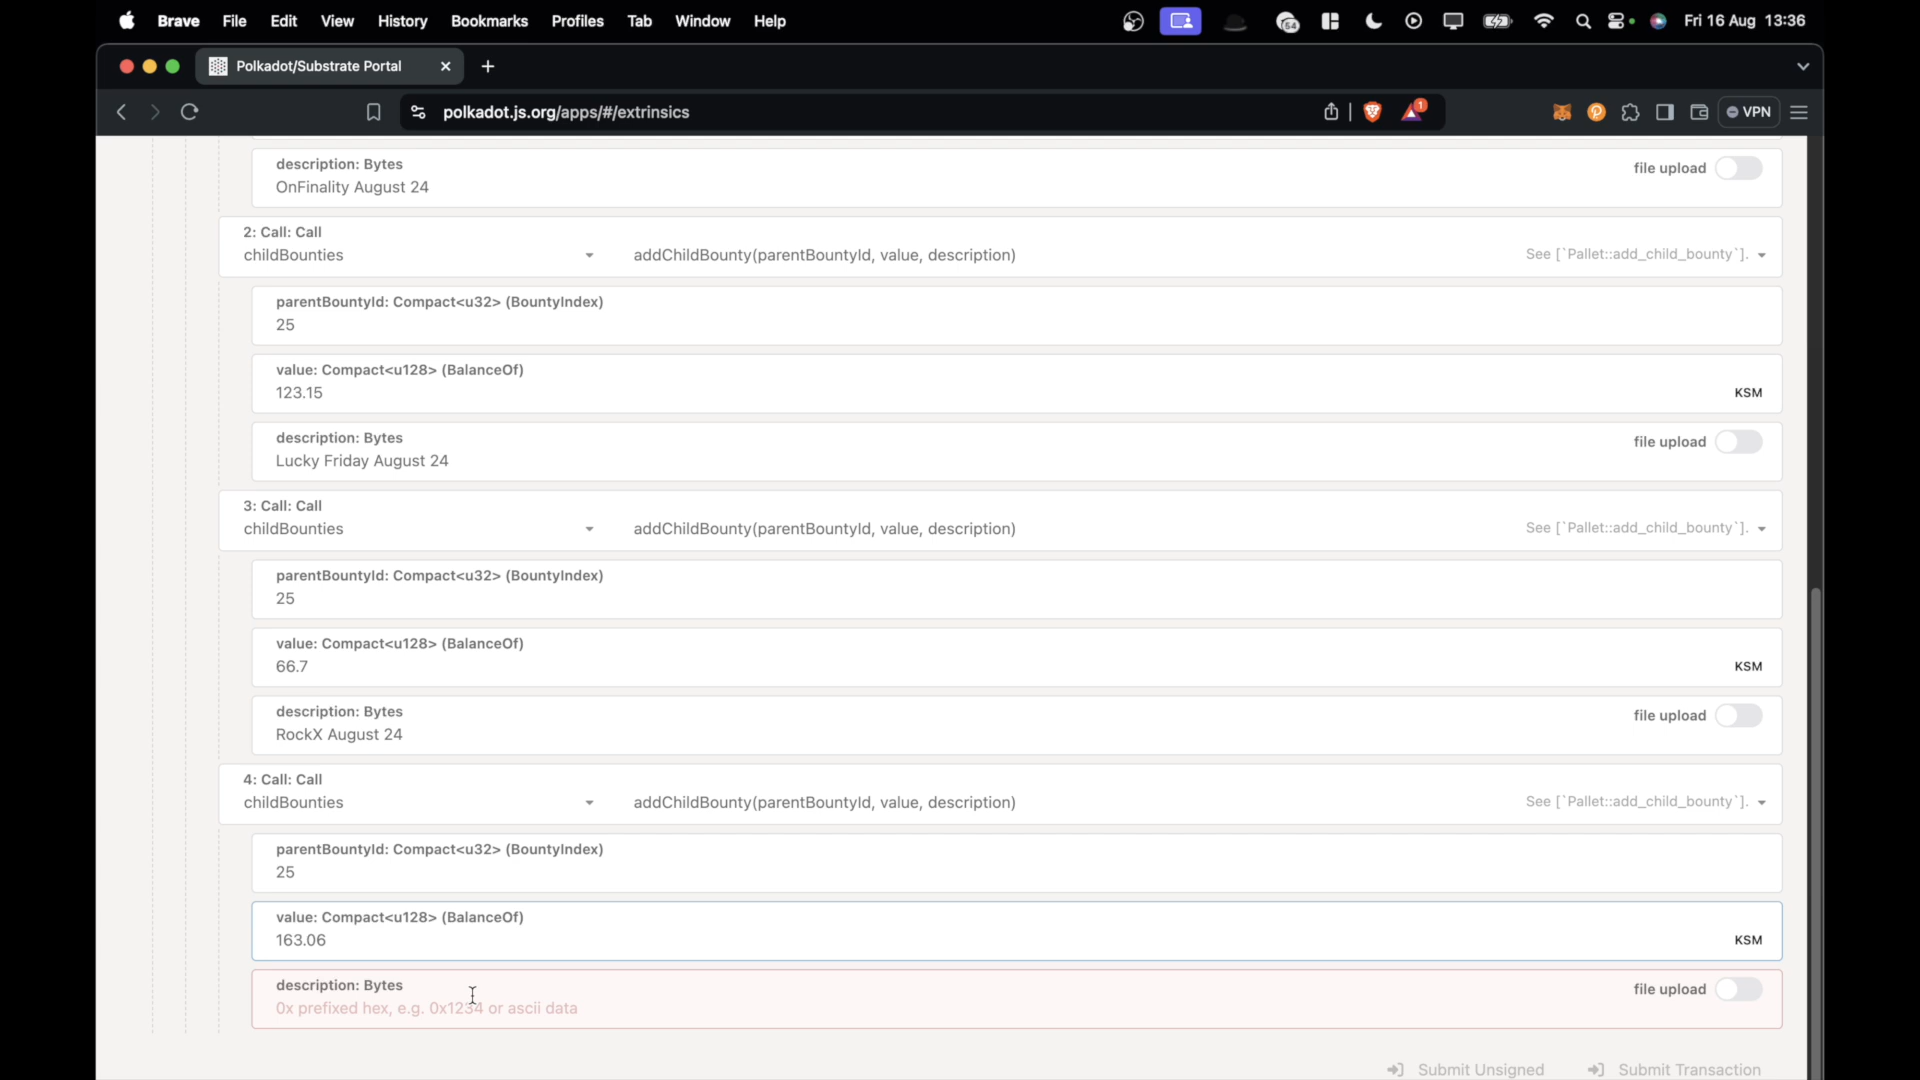 Brave File Edit View History Bookmarks Profiles Tab Window Help
54
Fri 16 Aug 13:36
Polkadot/Substrate Portal
polkadot.js.org/apps/#/extrinsics
1
VPN
description: Bytes
OnFinality August 24
file upload
2: Call: Call
childBounties
addChildBounty(parentBountyId, value, description)
See [`Pallet::add_child_bounty`].
parentBountyId: Compact<u32> (BountyIndex)
25
value: Compact<u128> (BalanceOf)
123.15
KSM
description: Bytes
Lucky Friday August 24
file upload
3: Call: Call
childBounties
addChildBounty(parentBountyId, value, description)
See [`Pallet::add_child_bounty`].
parentBountyId: Compact<u32> (BountyIndex)
25
value: Compact<u128> (BalanceOf)
66.7
KSM
description: Bytes
RockX August 24
file upload
4: Call: Call
childBounties
addChildBounty(parentBountyId, value, description)
See [`Pallet::add_child_bounty`].
parentBountyId: Compact<u32> (BountyIndex)
25
value: Compact<u128> (BalanceOf)
163.06
KSM
description: Bytes
0x prefixed hex, e.g. 0x1234 or ascii data
file upload
Submit Unsigned
Submit Transaction